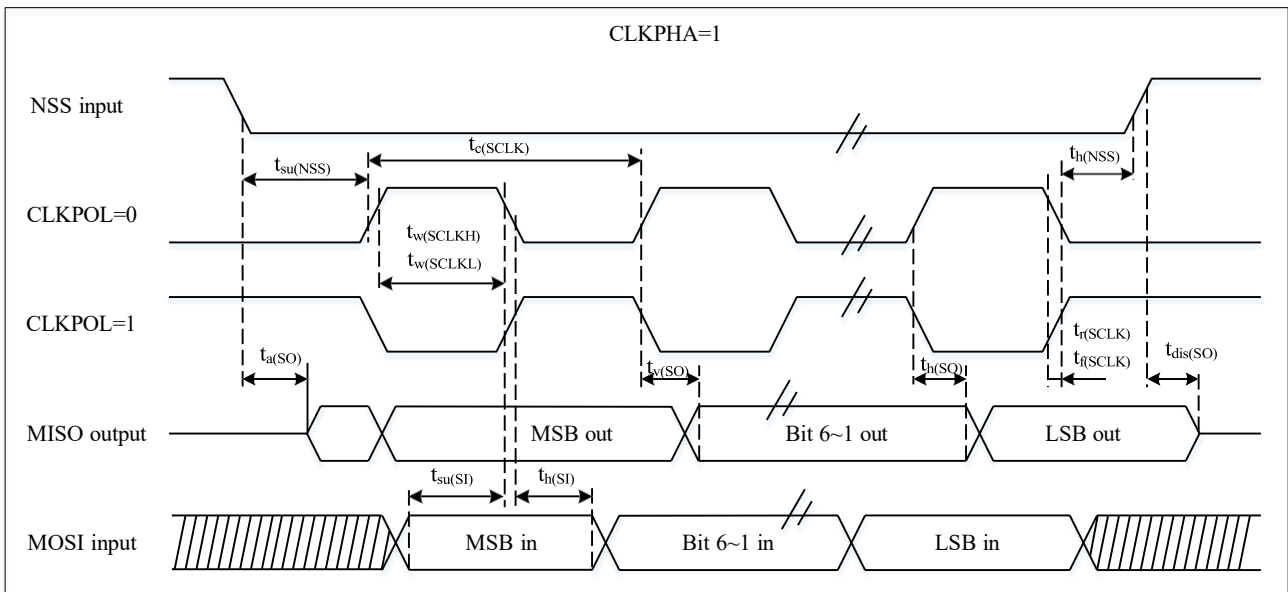 CLKPHA=1
NSS input
tc(SCLK)
tsu(NSS)
th(NSS)
CLKPOL=0
tw(SCLKH)
tw(SCLKL)
CLKPOL=1
tr(SCLK)
tf(SCLK)
ta(SO)
tv(SO)
th(SO)
tdis(SO)
MISO output
MSB out
Bit 6~1 out
LSB out
tsu(SI)
th(SI)
MOSI input
MSB in
Bit 6~1 in
LSB in